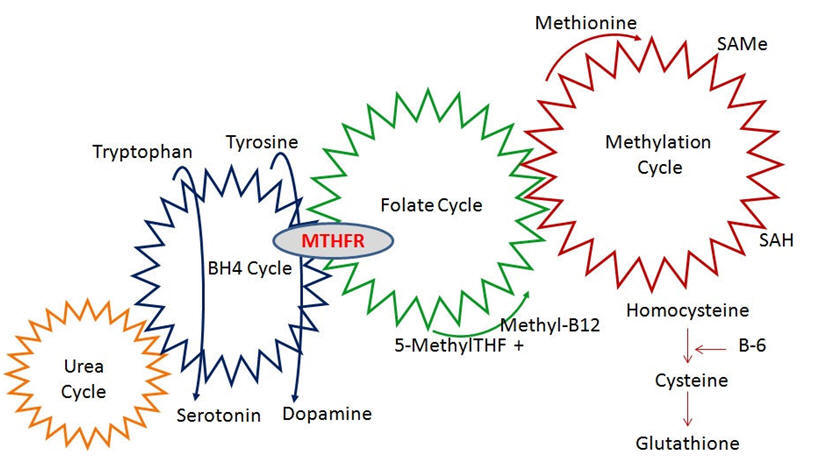 Methionine
SAMe
Tryptophan
Tyrosine
Methylation
Cycle
Folate Cycle
MTHFR
SAH
BH4 Cycle
Homocysteine
Methyl-B12
5-MethylTHF +
B-6
Urea
Cycle
Cysteine
Serotonin
Dopamine
Glutathione